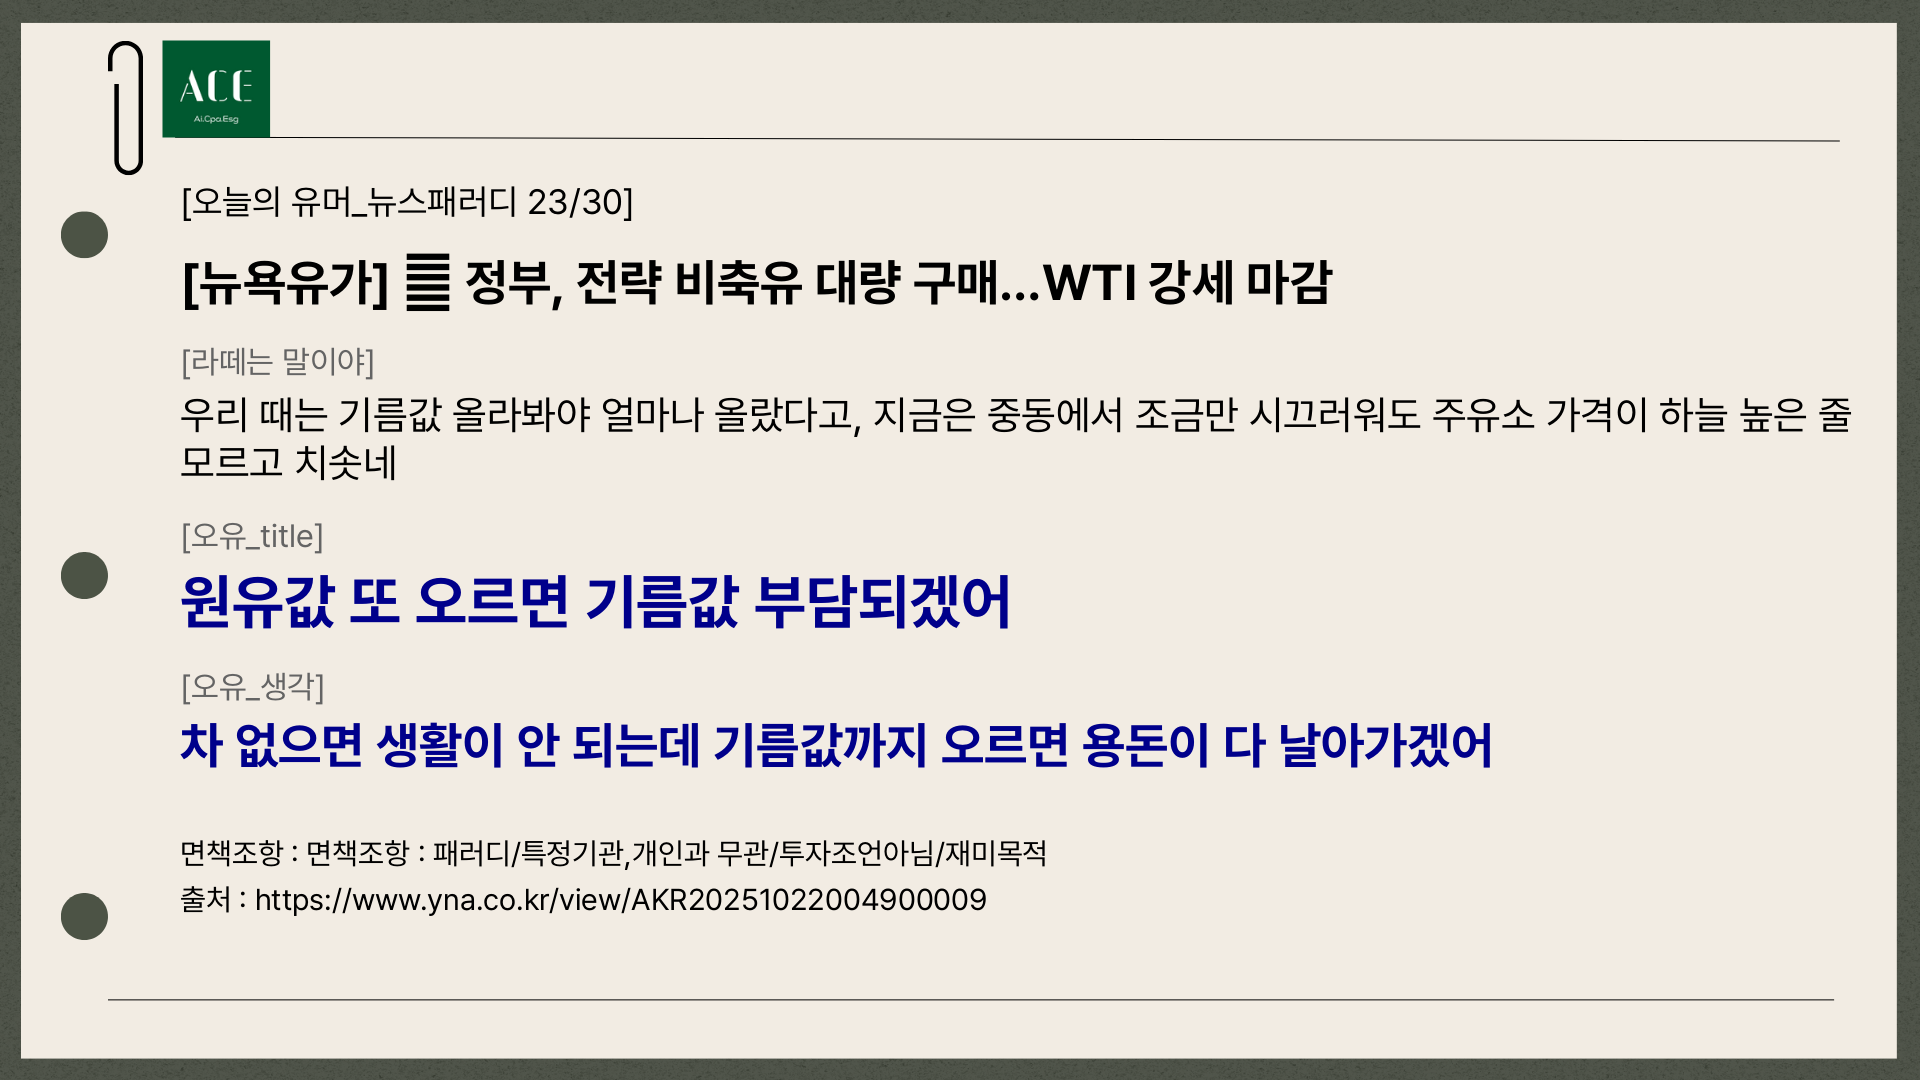 ACE
Ai.Cpa.Esg
[오늘의 유머_뉴스패러디 23/30]
[뉴욕유가] 정부, 전략 비축유 대량 구매…WTI 강세 마감
[라떼는 말이야]
우리 때는 기름값 올라봐야 얼마나 올랐다고, 지금은 중동에서 조금만 시끄러워도 주유소 가격이 하늘 높은 줄
모르고 치솟네
[오유_title]
원유값 또 오르면 기름값 부담되겠어
[오유_생각]
차 없으면 생활이 안 되는데 기름값까지 오르면 용돈이 다 날아가겠어
면책조항 : 면책조항 : 패러디/특정기관,개인과 무관/투자조언아님/재미목적
출처 : https://www.yna.co.kr/view/AKR20251022004900009